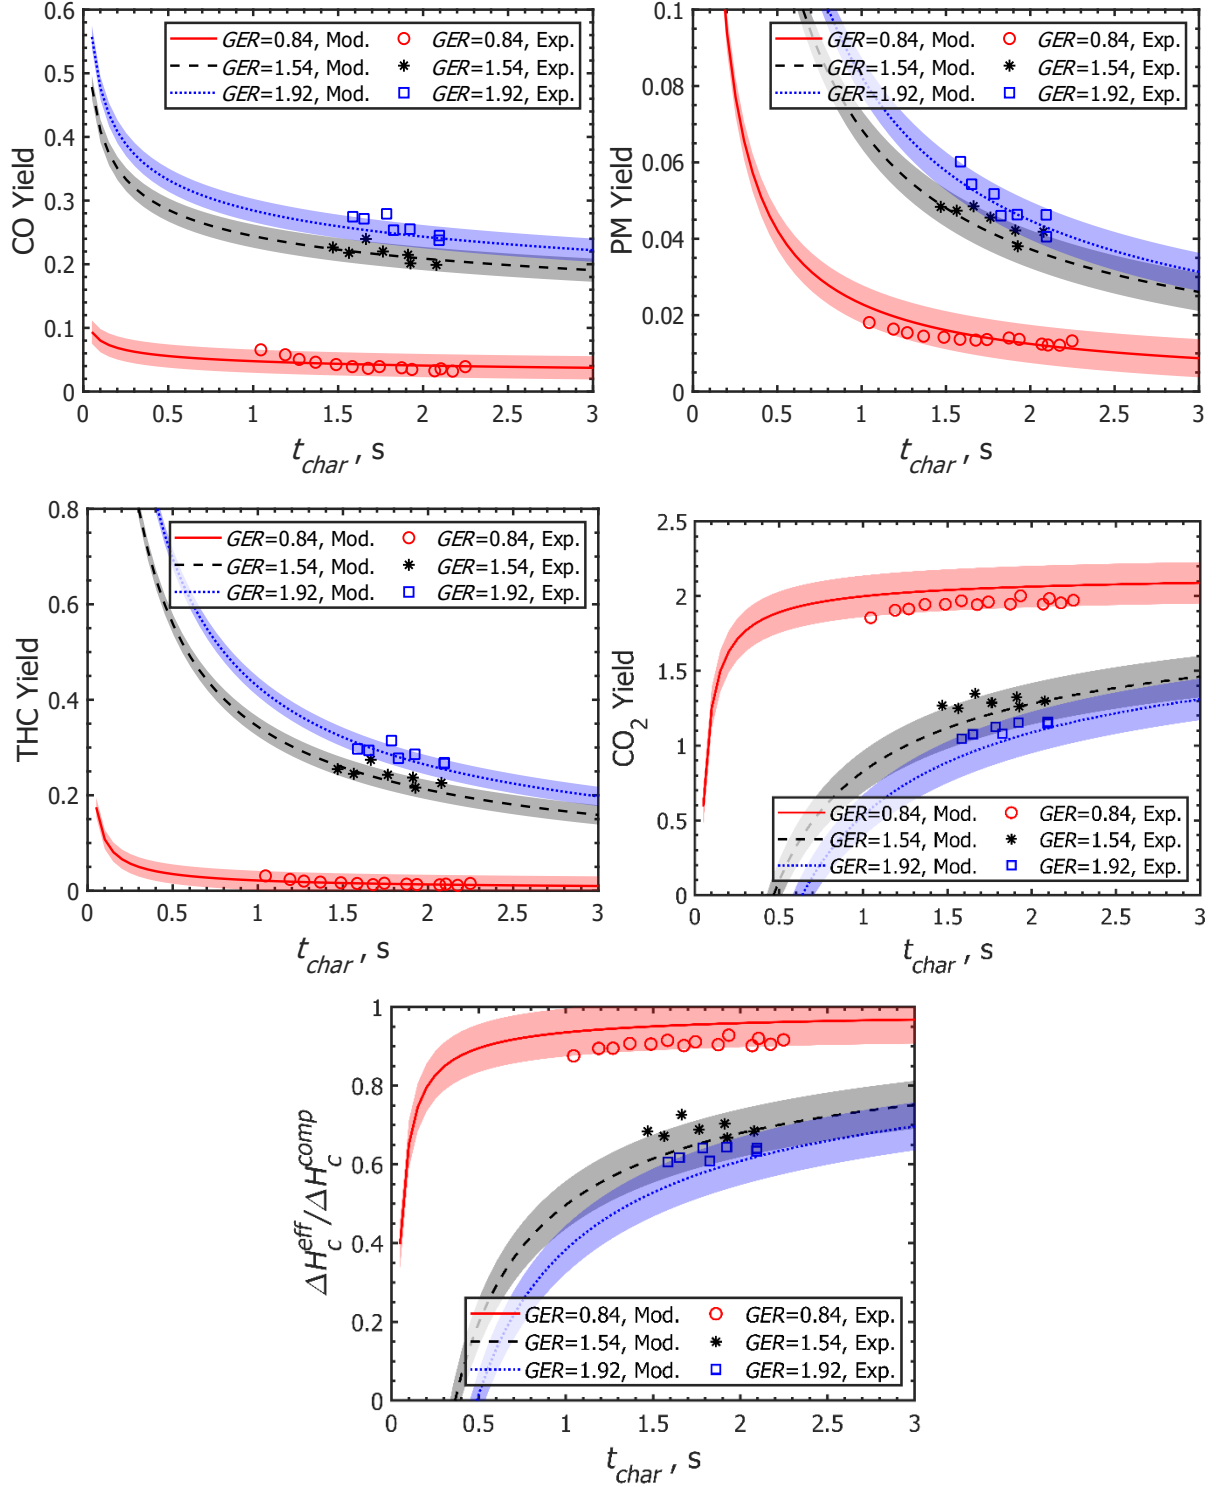 CO Yield
0.6
0.5
0.4
0.3
0.2
0.1
0
GER=0.84, Mod. GER=0.84, Exp.
GER=1.54, Mod. GER=1.54, Exp.
GER=1.92, Mod. GER=1.92, Exp.
0 0.5 1 1.5 2 2.5 3
t_char, s
PM Yield
0.1
0.08
0.06
0.04
0.02
0
GER=0.84, Mod. GER=0.84, Exp.
GER=1.54, Mod. GER=1.54, Exp.
GER=1.92, Mod. GER=1.92, Exp.
0 0.5 1 1.5 2 2.5 3
t_char, s
THC Yield
0.8
0.6
0.4
0.2
0
GER=0.84, Mod. GER=0.84, Exp.
GER=1.54, Mod. GER=1.54, Exp.
GER=1.92, Mod. GER=1.92, Exp.
0 0.5 1 1.5 2 2.5 3
t_char, s
CO2 Yield
2.5
2
1.5
1
0.5
0
GER=0.84, Mod. GER=0.84, Exp.
GER=1.54, Mod. GER=1.54, Exp.
GER=1.92, Mod. GER=1.92, Exp.
0 0.5 1 1.5 2 2.5 3
t_char, s
ΔH_c^eff/ΔH_c^comp
1
0.8
0.6
0.4
0.2
0
GER=0.84, Mod. GER=0.84, Exp.
GER=1.54, Mod. GER=1.54, Exp.
GER=1.92, Mod. GER=1.92, Exp.
0 0.5 1 1.5 2 2.5 3
t_char, s